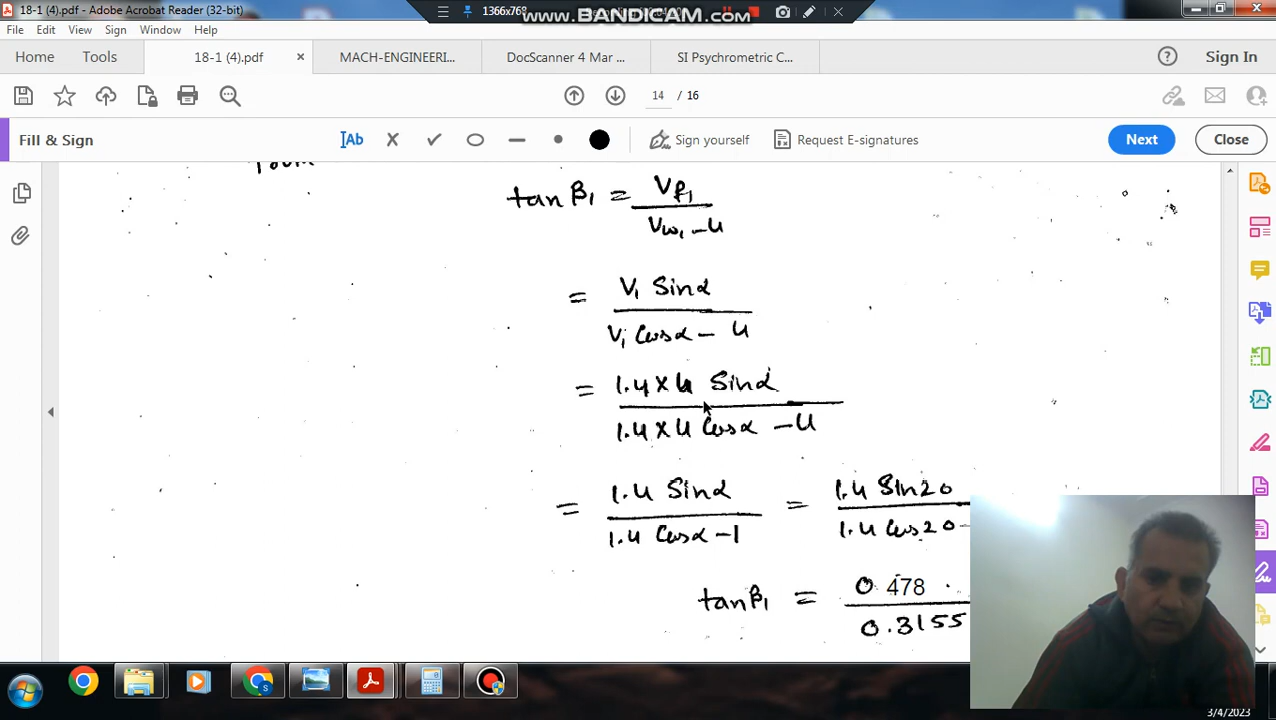 1366x768
www.BANDICAM.com
18-1 (4).pdf - Adobe Acrobat Reader (32-bit)
File Edit View Sign Window Help
Home Tools 18-1 (4).pdf × MACH-ENGINEERI... DocScanner 4 Mar ... SI Psychrometric C... Sign In
14 / 16
Fill & Sign Ab Sign yourself Request E-signatures Next Close
tan β₁ = Vf₁
Vw₁ - u
= V₁ Sinα
V₁ Cosα - u
= 1.4 × u Sinα
1.4 × u Cosα - u
= 1.4 Sinα = 1.4 Sin20
1.4 Cosα - 1 1.4 Cos20 -
tan β₁ = 0.478
0.3155
3/4/2023